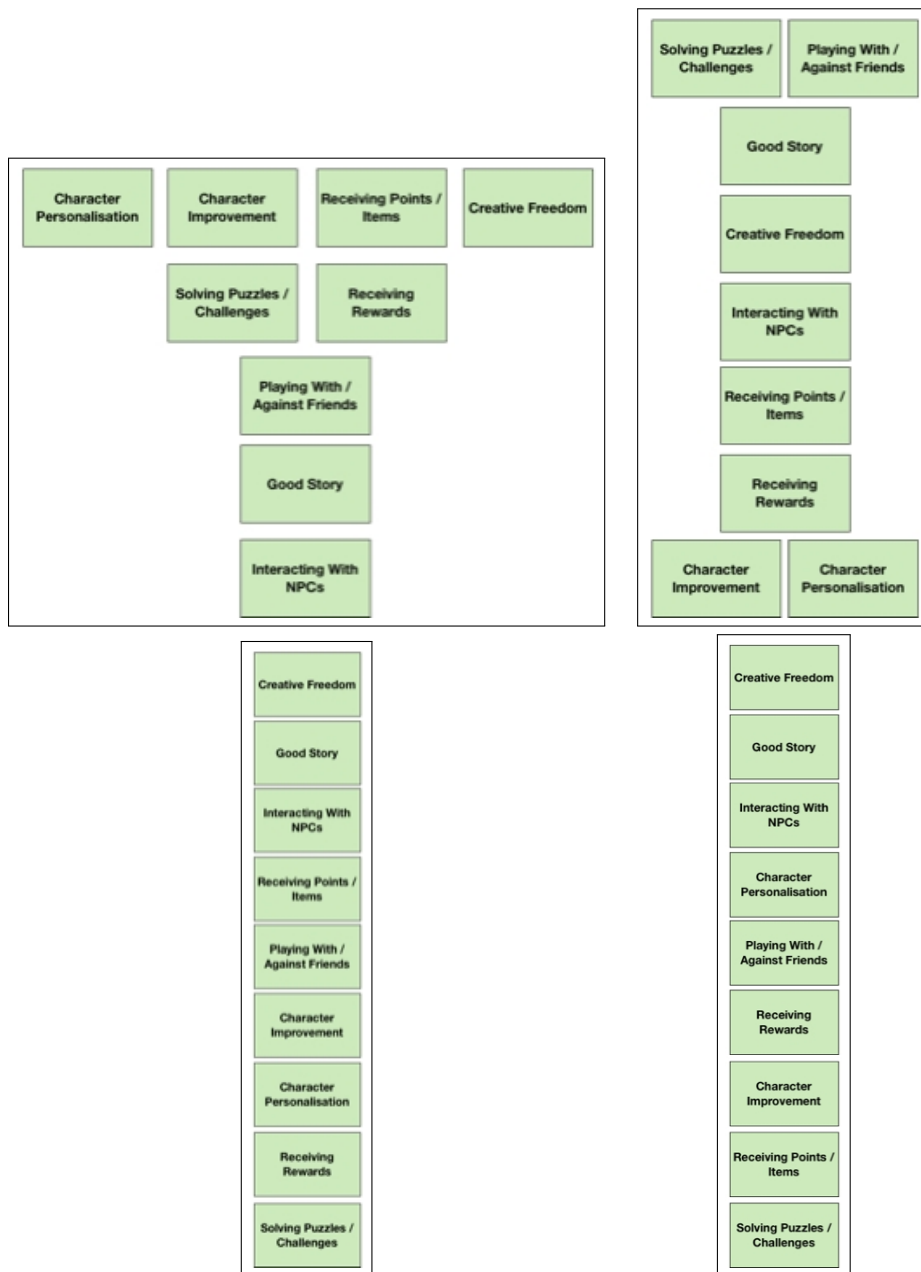 Character
Personalisation
Character
Improvement
Receiving Points /
Items
Creative Freedom
Solving Puzzles /
Challenges
Receiving
Rewards
Playing With /
Against Friends
Good Story
Interacting With
NPCs
Solving Puzzles /
Challenges
Playing With /
Against Friends
Good Story
Creative Freedom
Interacting With
NPCs
Receiving Points /
Items
Receiving
Rewards
Character
Improvement
Character
Personalisation
Creative Freedom
Good Story
Interacting With
NPCs
Receiving Points /
Items
Playing With /
Against Friends
Character
Improvement
Character
Personalisation
Receiving
Rewards
Solving Puzzles /
Challenges
Creative Freedom
Good Story
Interacting With
NPCs
Character
Personalisation
Playing With /
Against Friends
Receiving
Rewards
Character
Improvement
Receiving Points /
Items
Solving Puzzles /
Challenges